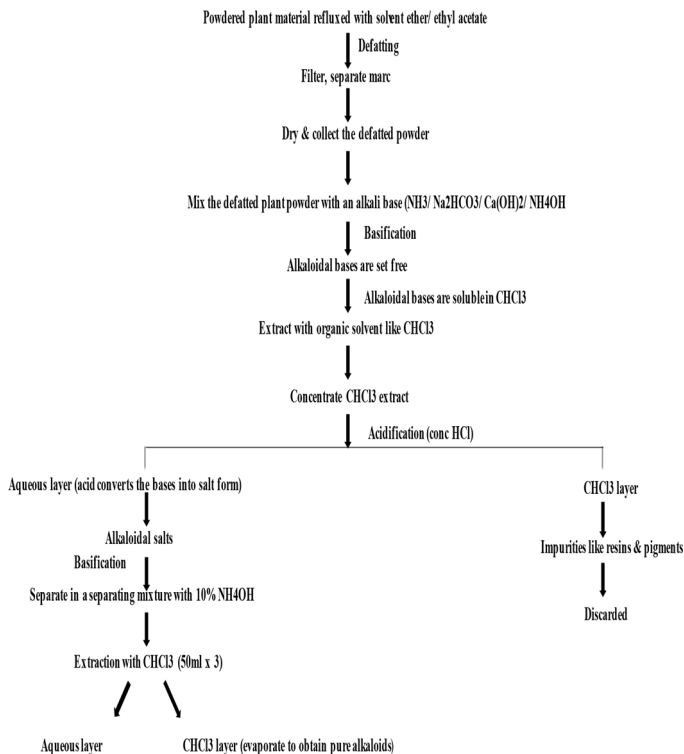 Powdered plant material refluxed with solvent ether/ ethyl acetate
Defatting
Filter, separate marc
Dry & collect the defatted powder
Mix the defatted plant powder with an alkali base (NH3/ Na2HCO3/ Ca(OH)2/ NH4OH
Basification
Alkaloidal bases are set free
Alkaloidal bases are soluble in CHCl3
Extract with organic solvent like CHCl3
Concentrate CHCl3 extract
Acidification (conc HCl)
Aqueous layer (acid converts the bases into salt form)
CHCl3 layer
Alkaloidal salts
Impurities like resins & pigments
Basification
Separate in a separating mixture with 10% NH4OH
Discarded
Extraction with CHCl3 (50ml x 3)
Aqueous layer
CHCl3 layer (evaporate to obtain pure alkaloids)